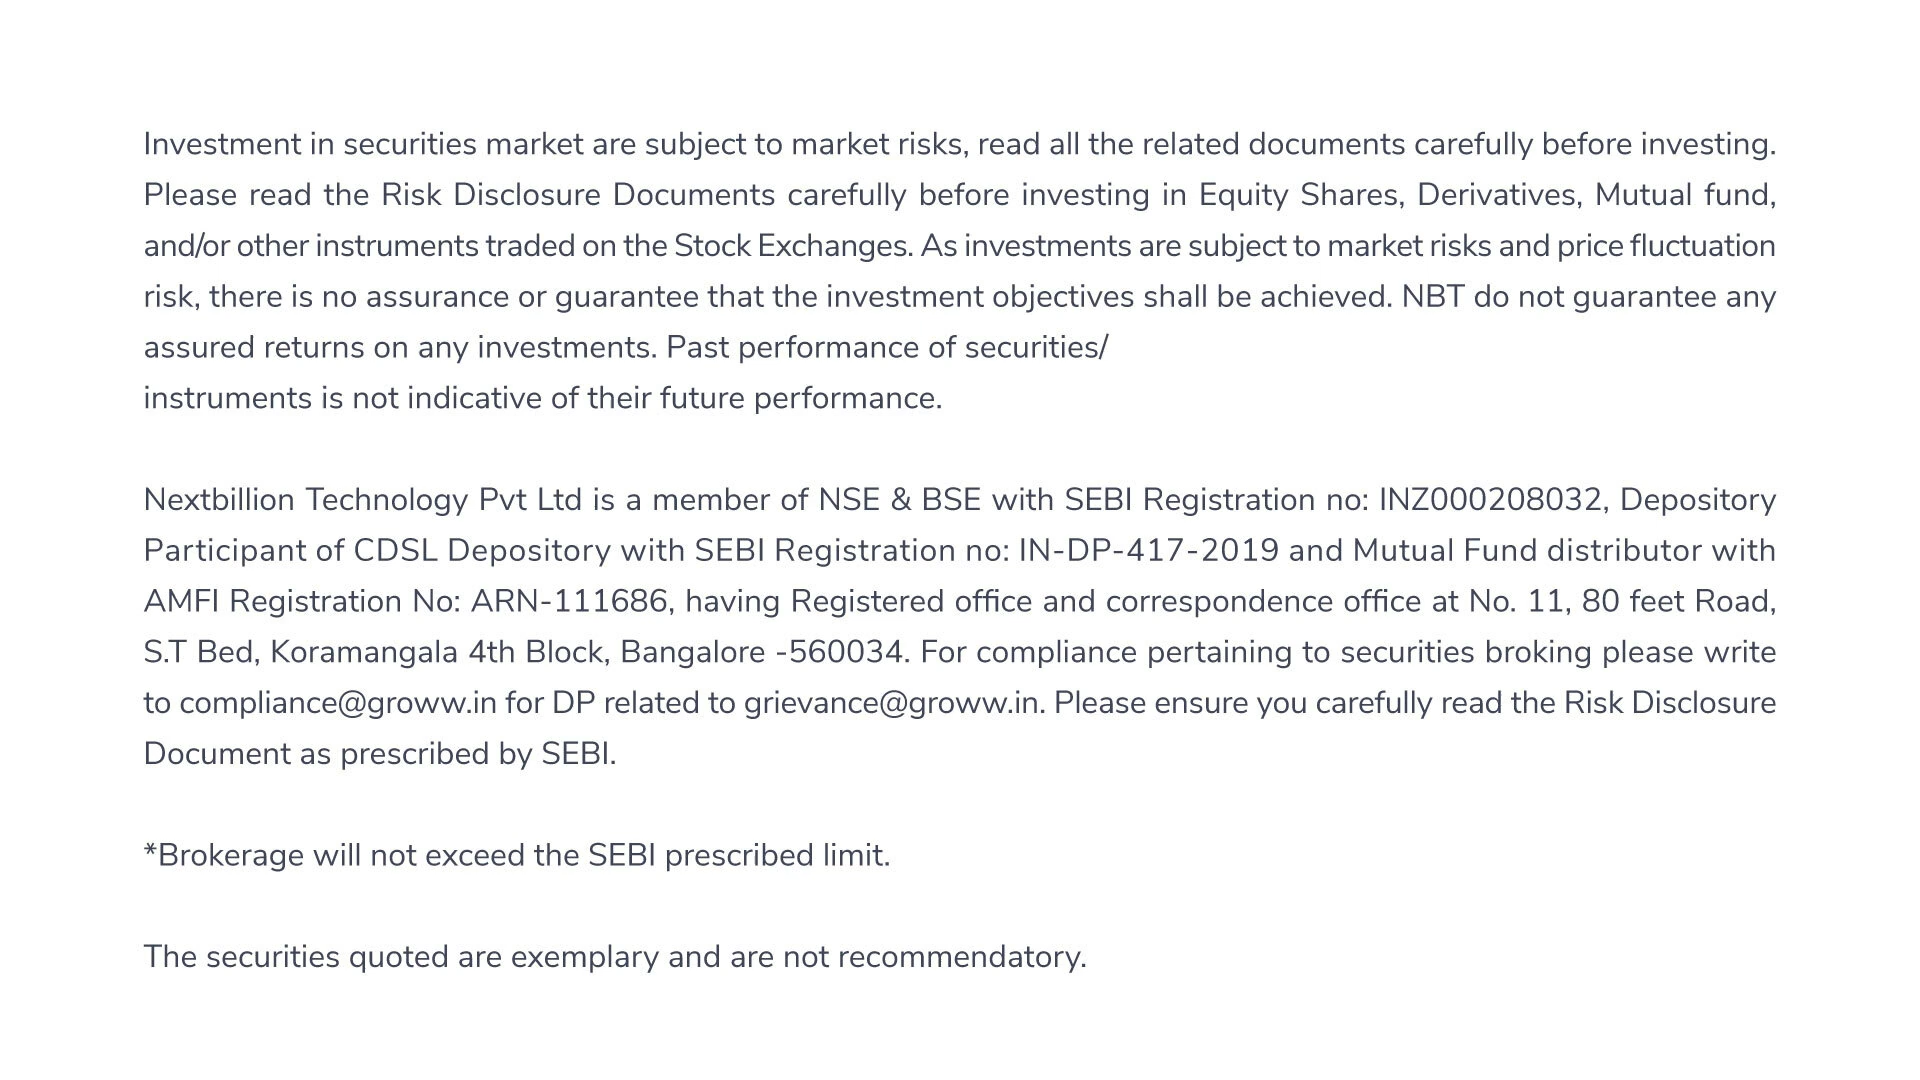 Investment in securities market are subject to market risks, read all the related documents carefully before investing.
Please read the Risk Disclosure Documents carefully before investing in Equity Shares, Derivatives, Mutual fund,
and/or other instruments traded on the Stock Exchanges. As investments are subject to market risks and price fluctuation
risk, there is no assurance or guarantee that the investment objectives shall be achieved. NBT do not guarantee any
assured returns on any investments. Past performance of securities/
instruments is not indicative of their future performance.
Nextbillion Technology Pvt Ltd is a member of NSE & BSE with SEBI Registration no: INZ000208032, Depository
Participant of CDSL Depository with SEBI Registration no: IN-DP-417-2019 and Mutual Fund distributor with
AMFI Registration No: ARN-111686, having Registered office and correspondence office at No. 11, 80 feet Road,
S.T Bed, Koramangala 4th Block, Bangalore -560034. For compliance pertaining to securities broking please write
to compliance@groww.in for DP related to grievance@groww.in. Please ensure you carefully read the Risk Disclosure
Document as prescribed by SEBI.
*Brokerage will not exceed the SEBI prescribed limit.
The securities quoted are exemplary and are not recommendatory.